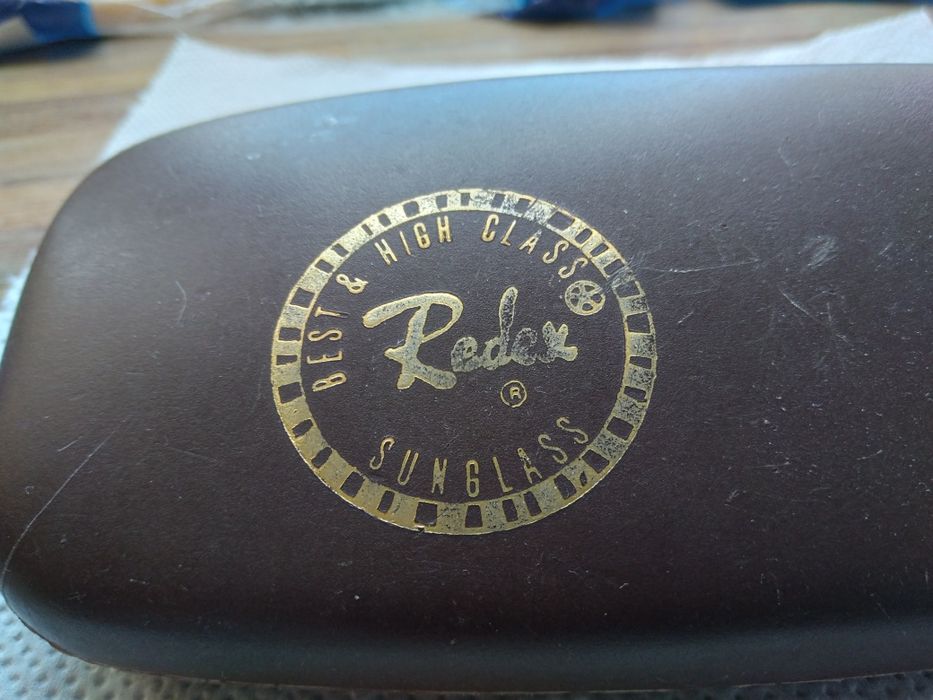 BEST & HIGH CLASS
Redex
®
SUNGLASS